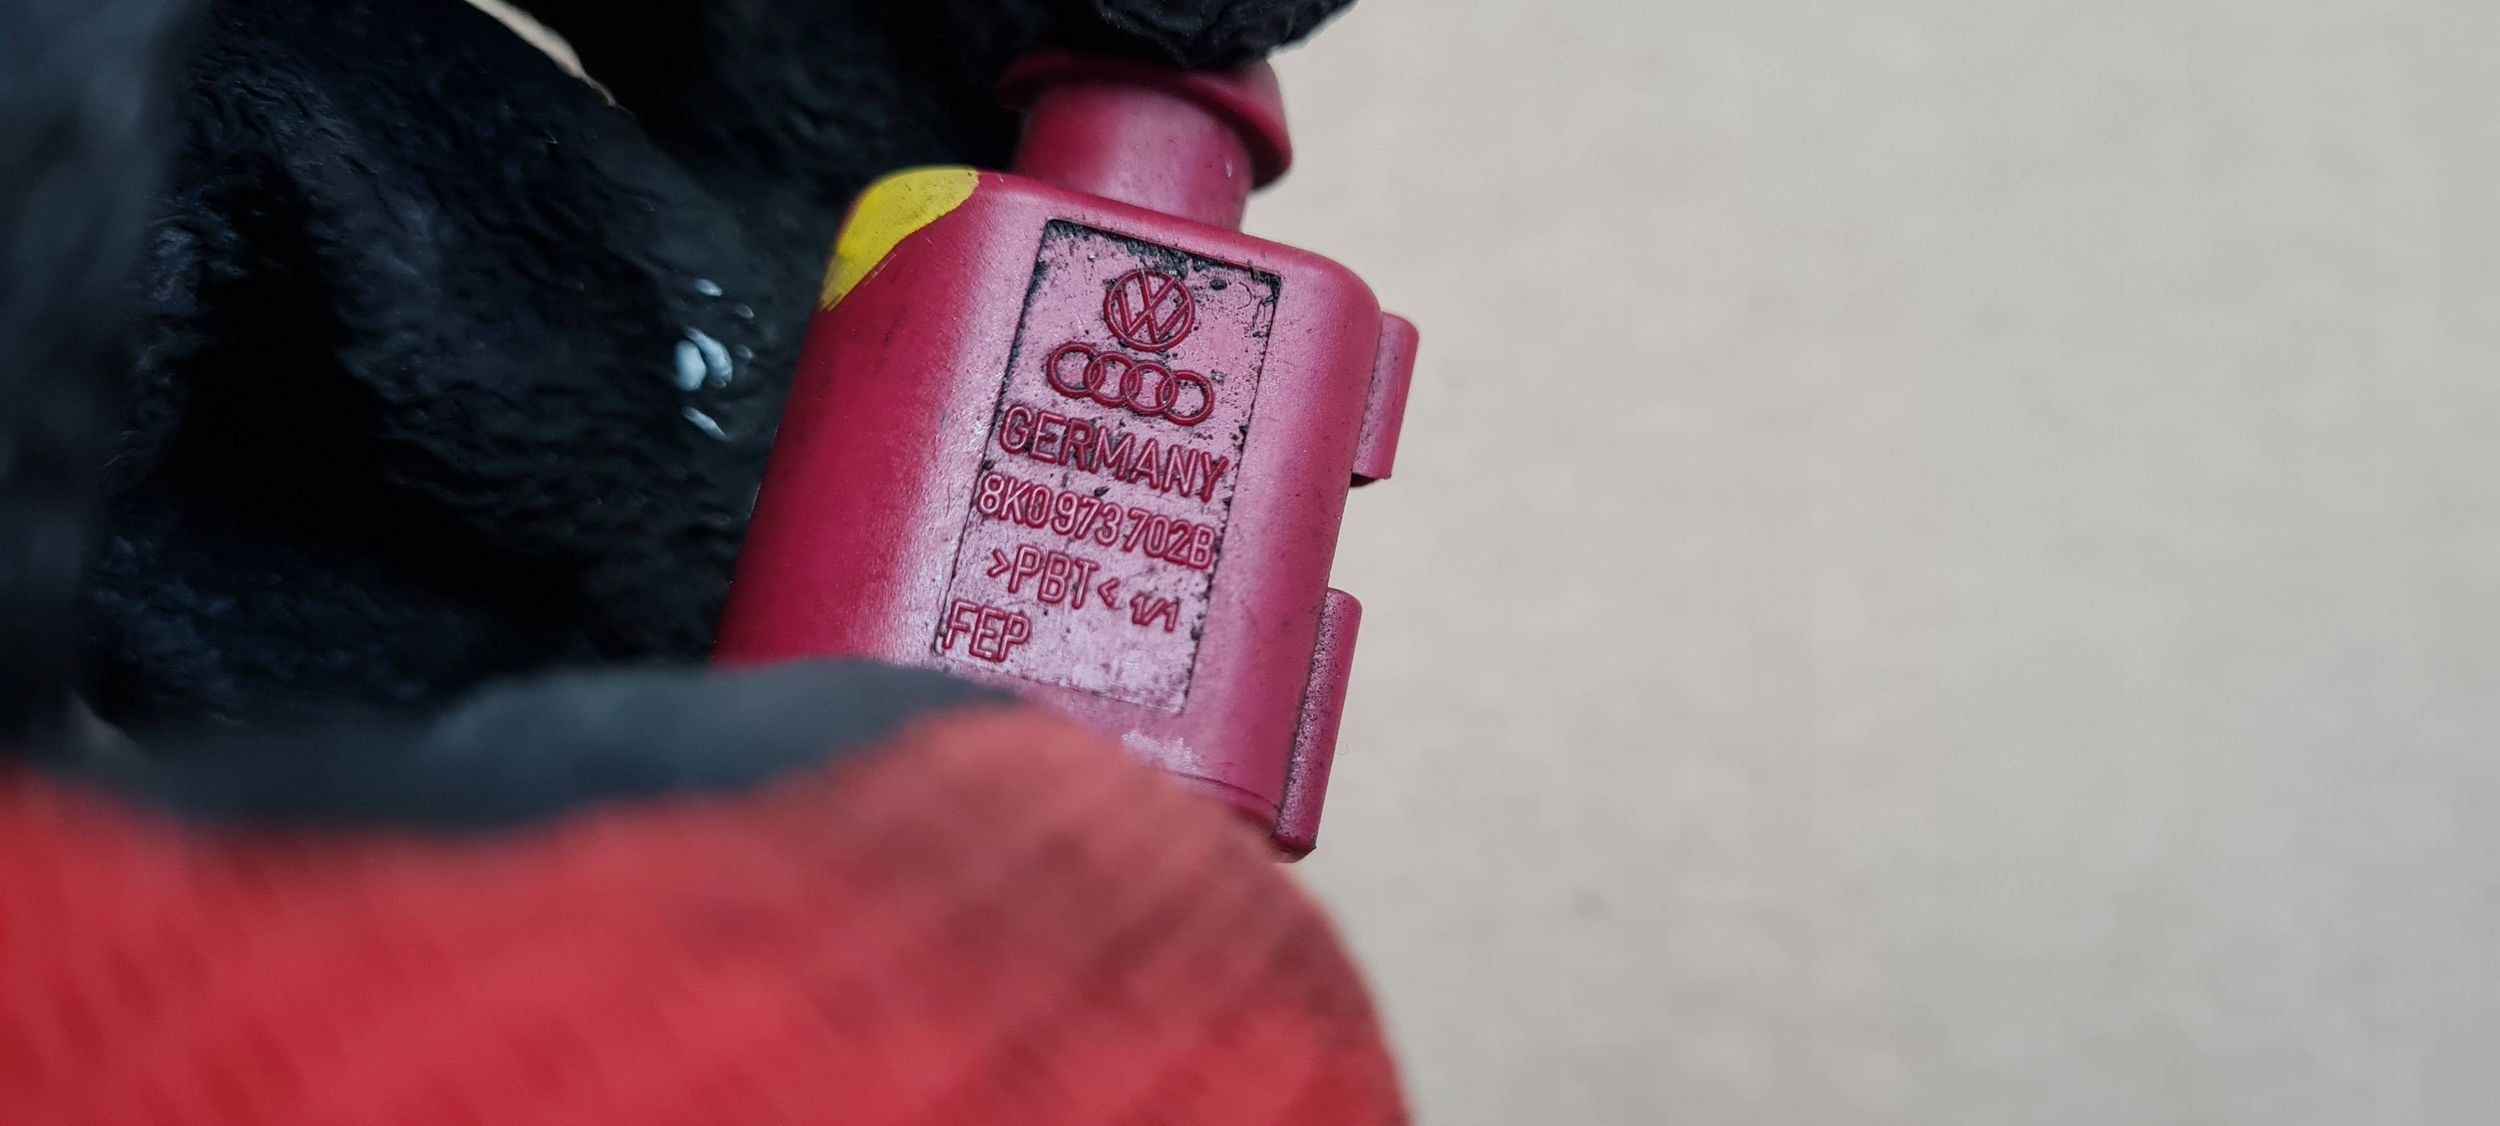 GERMANY
8K0 973 702B
>PBT< 1/1
FEP